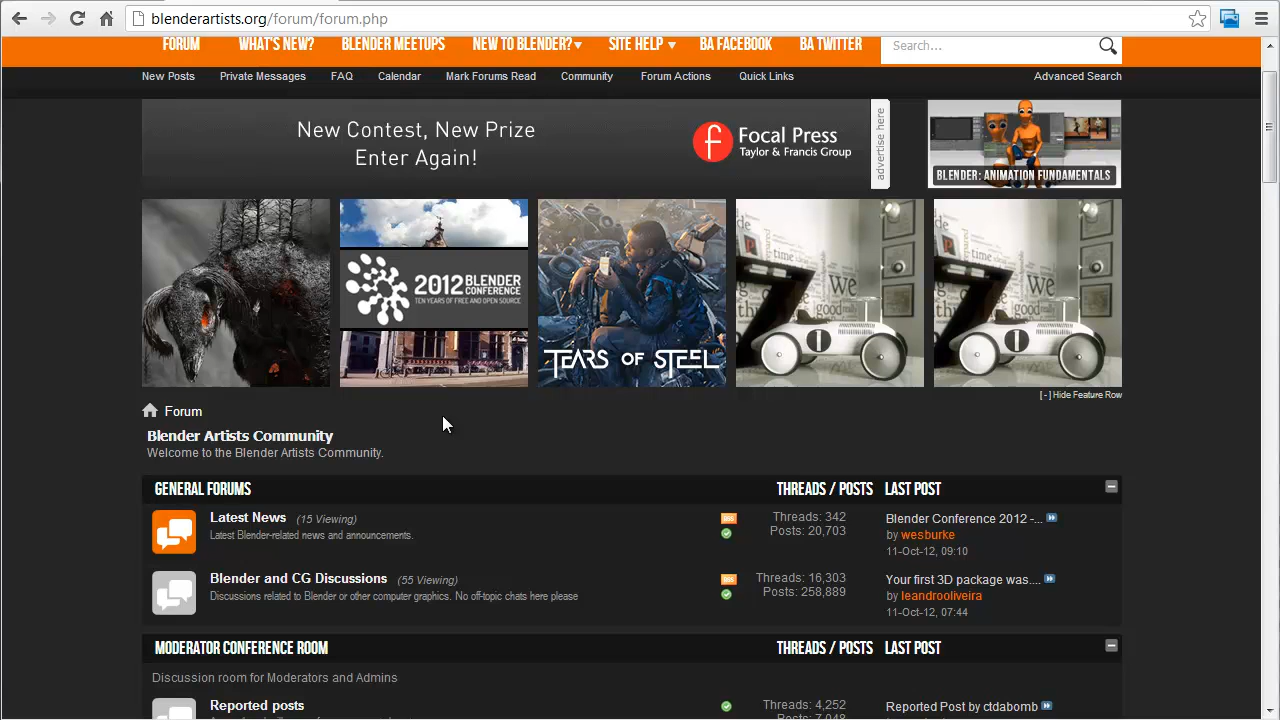 blenderartists.org/forum/forum.php
FORUM WHAT'S NEW? BLENDER MEETUPS NEW TO BLENDER? SITE HELP BA FACEBOOK BA TWITTER Search...
New Posts Private Messages FAQ Calendar Mark Forums Read Community Forum Actions Quick Links Advanced Search
New Contest, New Prize
Enter Again!
f Focal Press
Taylor & Francis Group
advertise here
BLENDER: ANIMATION FUNDAMENTALS
2012 BLENDER
CONFERENCE
TEN YEARS OF FREE AND OPEN SOURCE
TEARS OF STEEL
[ - ] Hide Feature Row
Forum
Blender Artists Community
Welcome to the Blender Artists Community.
GENERAL FORUMS THREADS / POSTS LAST POST
Latest News (15 Viewing)
Latest Blender-related news and announcements.
RSS
Threads: 342
Posts: 20,703
Blender Conference 2012 -...
by wesburke
11-Oct-12, 09:10
Blender and CG Discussions (55 Viewing)
Discussions related to Blender or other computer graphics. No off-topic chats here please
RSS
Threads: 16,303
Posts: 258,889
Your first 3D package was....
by leandrooliveira
11-Oct-12, 07:44
MODERATOR CONFERENCE ROOM THREADS / POSTS LAST POST
Discussion room for Moderators and Admins
Reported posts
Threads: 4,252
Posts: 7,048
Reported Post by ctdabomb